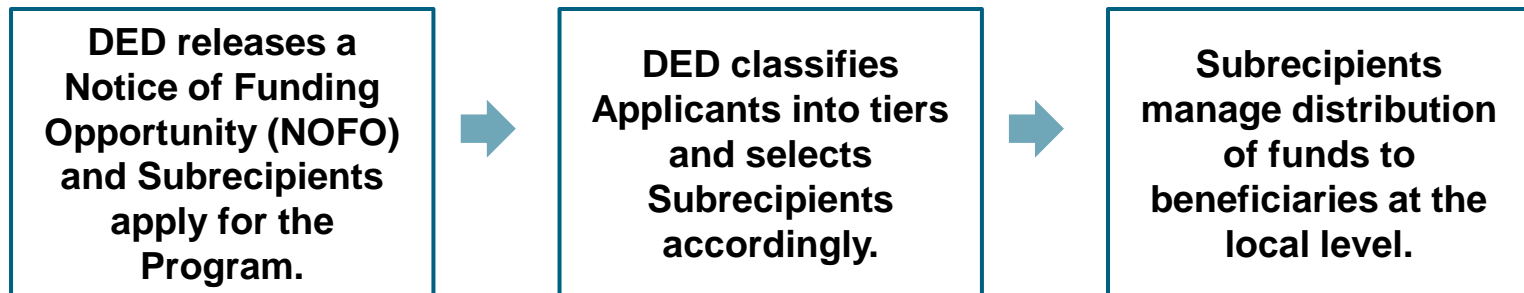 DED releases a
Notice of Funding
Opportunity (NOFO)
and Subrecipients
apply for the
Program.
DED classifies
Applicants into tiers
and selects
Subrecipients
accordingly.
Subrecipients
manage distribution
of funds to
beneficiaries at the
local level.